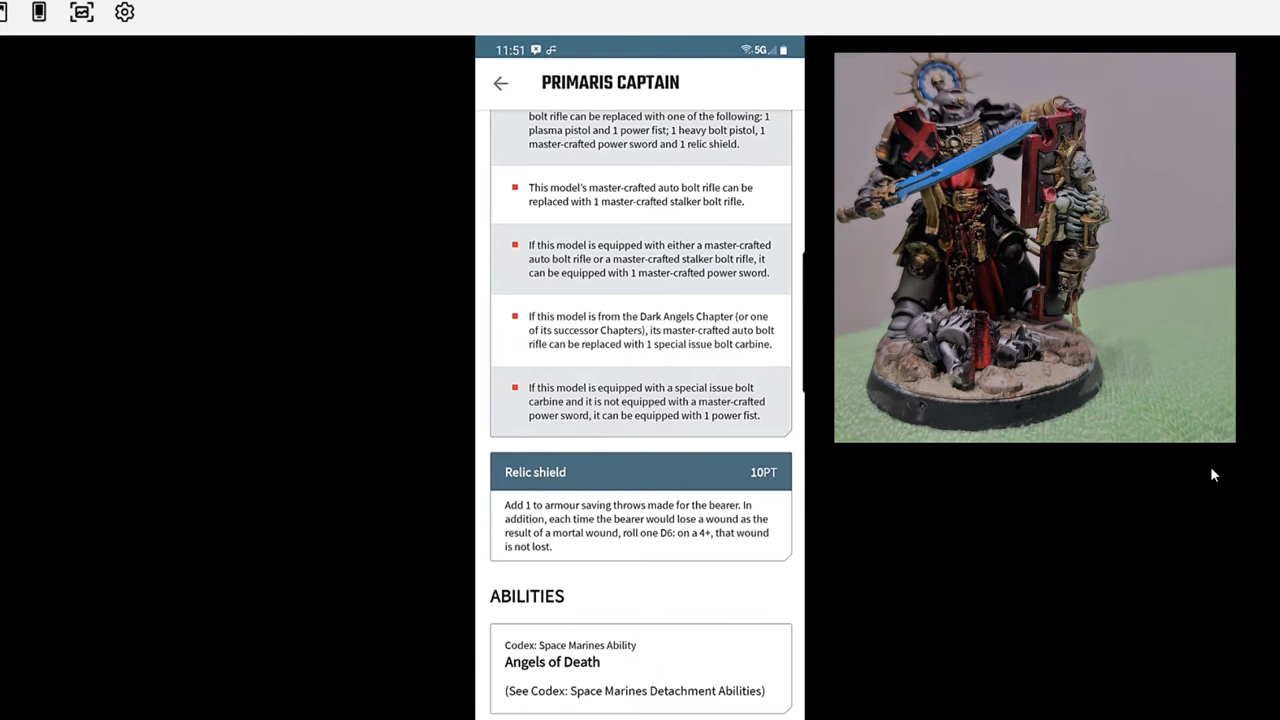 11:51
5G
PRIMARIS CAPTAIN
bolt rifle can be replaced with one of the following: 1
plasma pistol and 1 power fist; 1 heavy bolt pistol, 1
master-crafted power sword and 1 relic shield.
This model's master-crafted auto bolt rifle can be
replaced with 1 master-crafted stalker bolt rifle.
If this model is equipped with either a master-crafted
auto bolt rifle or a master-crafted stalker bolt rifle, it
can be equipped with 1 master-crafted power sword.
If this model is from the Dark Angels Chapter (or one
of its successor Chapters), its master-crafted auto bolt
rifle can be replaced with 1 special issue bolt carbine.
If this model is equipped with a special issue bolt
carbine and it is not equipped with a master-crafted
power sword, it can be equipped with 1 power fist.
Relic shield 10PT
Add 1 to armour saving throws made for the bearer. In
addition, each time the bearer would lose a wound as the
result of a mortal wound, roll one D6: on a 4+, that wound
is not lost.
ABILITIES
Codex: Space Marines Ability
Angels of Death
(See Codex: Space Marines Detachment Abilities)